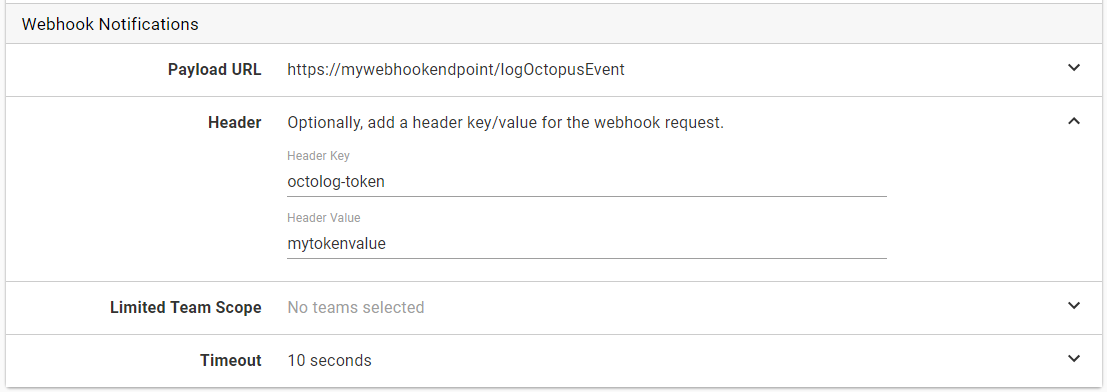 Webhook Notifications
Payload URL https://mywebhookendpoint/logOctopusEvent
Header Optionally, add a header key/value for the webhook request.
Header Key
octolog-token
Header Value
mytokenvalue
Limited Team Scope No teams selected
Timeout 10 seconds